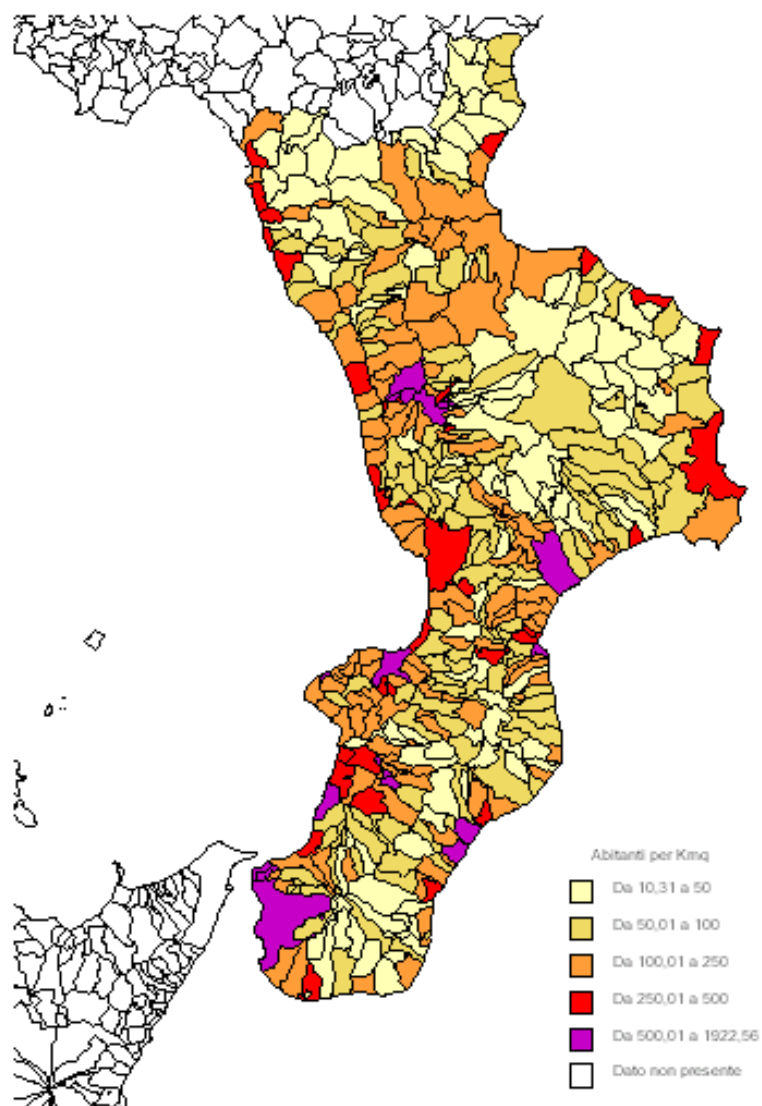 Abitanti per Kmq
Da 10,31 a 50
Da 50,01 a 100
Da 100,01 a 250
Da 250,01 a 500
Da 500,01 a 1922,56
Dato non presente